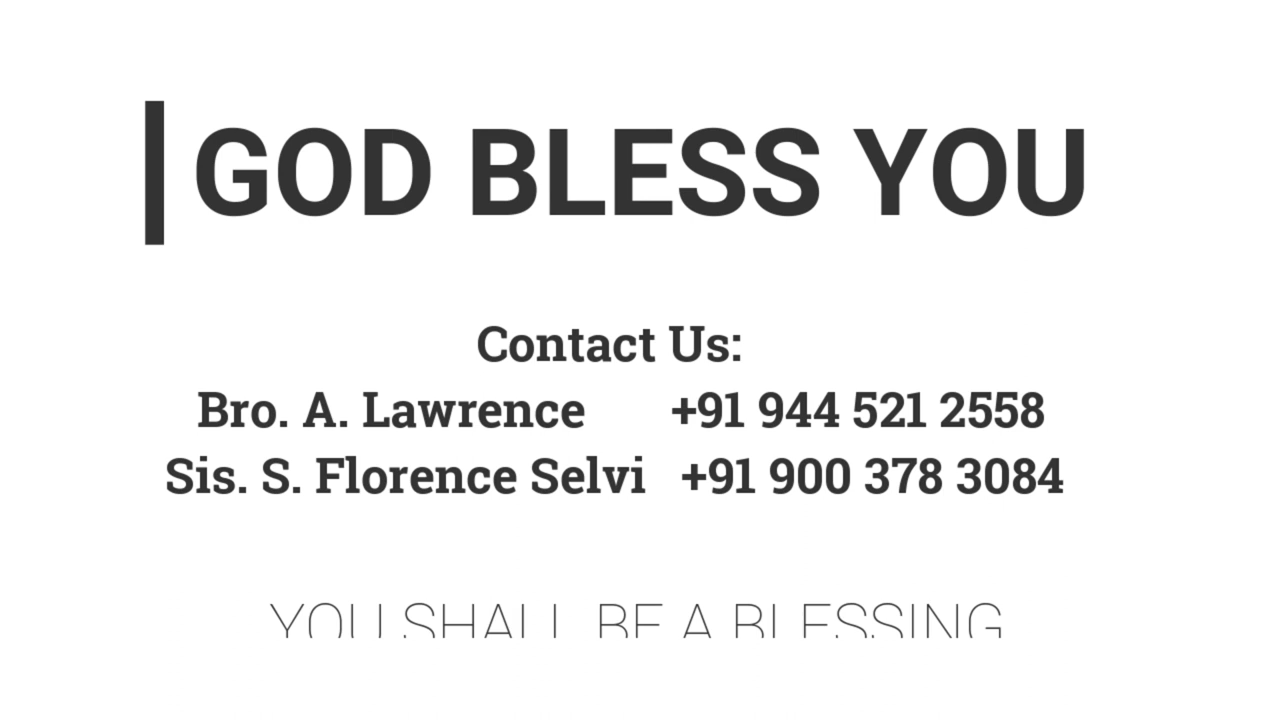 GOD BLESS YOU
Contact Us:
Bro. A. Lawrence +91 944 521 2558
Sis. S. Florence Selvi +91 900 378 3084
YOU SHALL BE A BLESSING